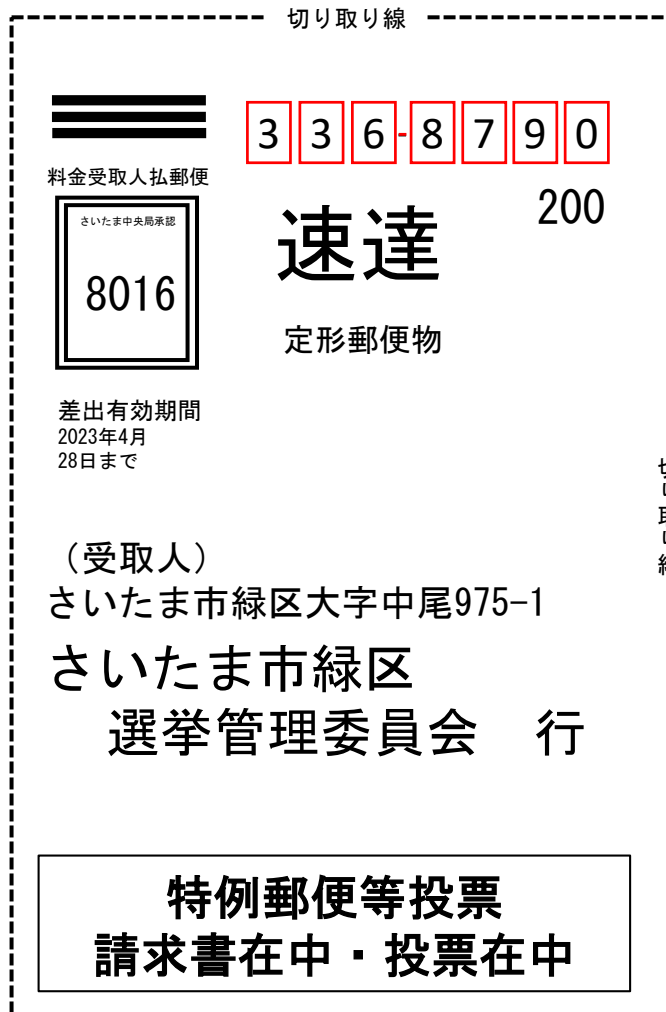 切り取り線
336-8790
料金受取人払郵便
さいたま中央局承認
8016
速達
200
定形郵便物
差出有効期間
2023年4月
28日まで
切り取り線
（受取人）
さいたま市緑区大字中尾975-1
さいたま市緑区
選挙管理委員会　行
特例郵便等投票
請求書在中・投票在中